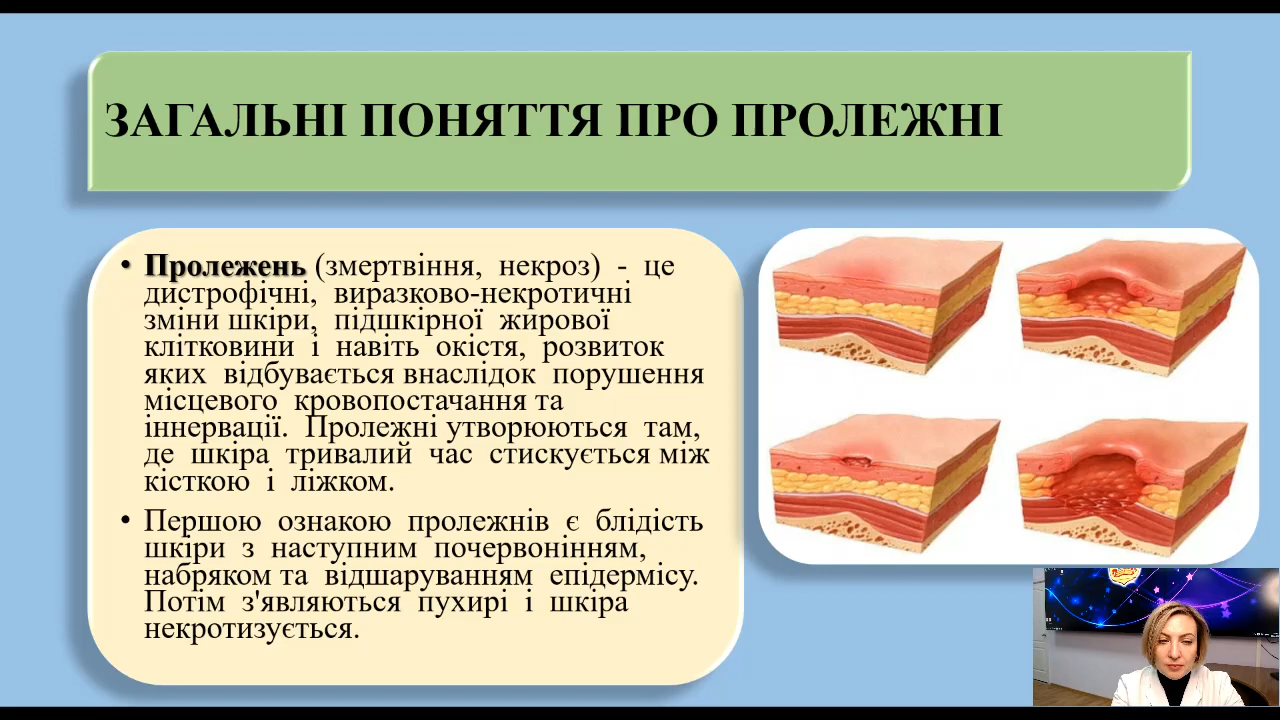 ЗАГАЛЬНІ ПОНЯТТЯ ПРО ПРОЛЕЖНІ
• Пролежень (змертвіння, некроз) - це
дистрофічні, виразково-некротичні
зміни шкіри, підшкірної жирової
клітковини і навіть окістя, розвиток
яких відбувається внаслідок порушення
місцевого кровопостачання та
іннервації. Пролежні утворюються там,
де шкіра тривалий час стискується між
кісткою і ліжком.
• Першою ознакою пролежнів є блідість
шкіри з наступним почервонінням,
набряком та відшаруванням епідермісу.
Потім з'являються пухирі і шкіра
некротизується.